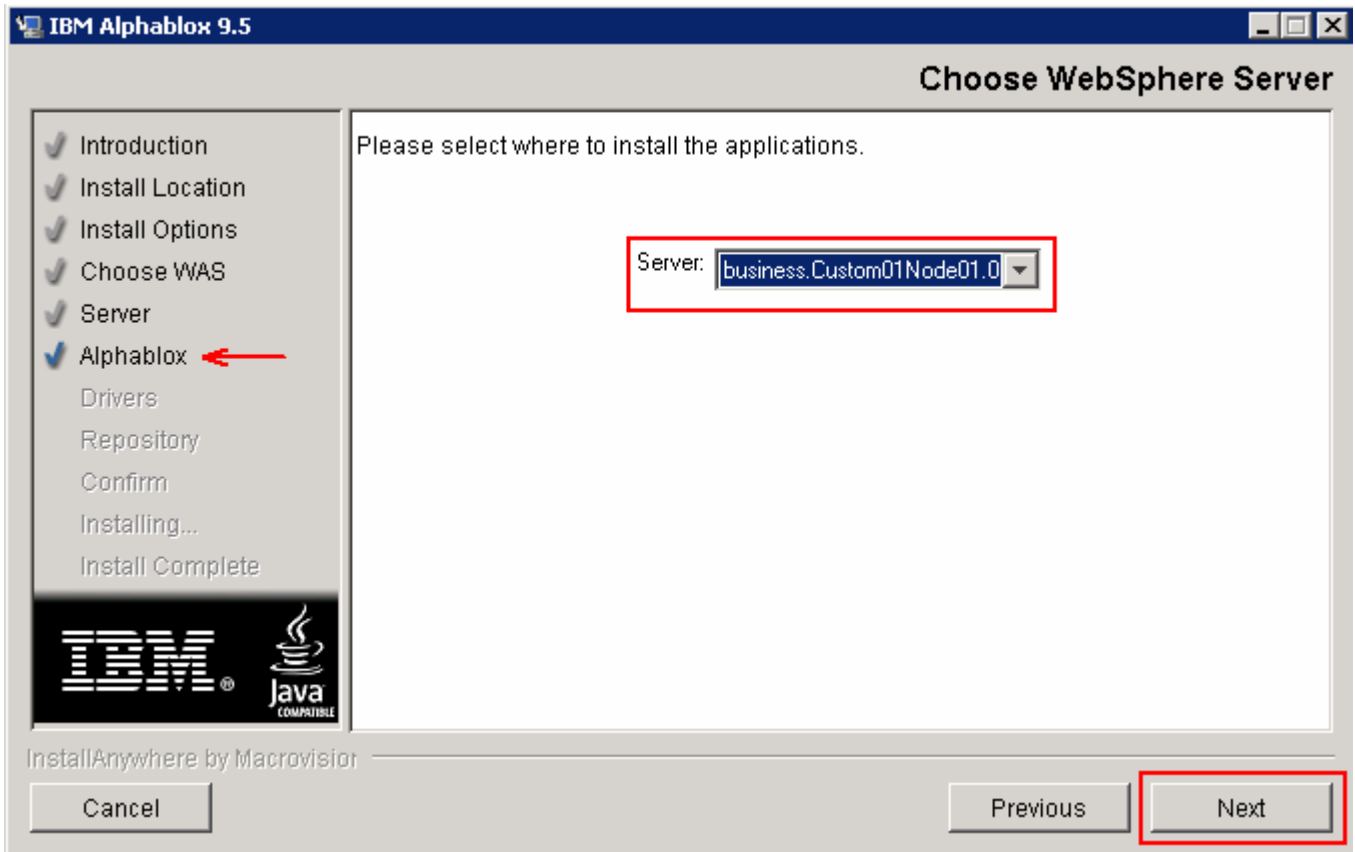 IBM Alphablox 9.5
Choose WebSphere Server
Introduction
Install Location
Install Options
Choose WAS
Server
Alphablox
Drivers
Repository
Confirm
Installing...
Install Complete
IBM®
Java
COMPATIBLE
Please select where to install the applications.
Server: business.Custom01Node01.0
InstallAnywhere by Macrovision
Cancel
Previous
Next